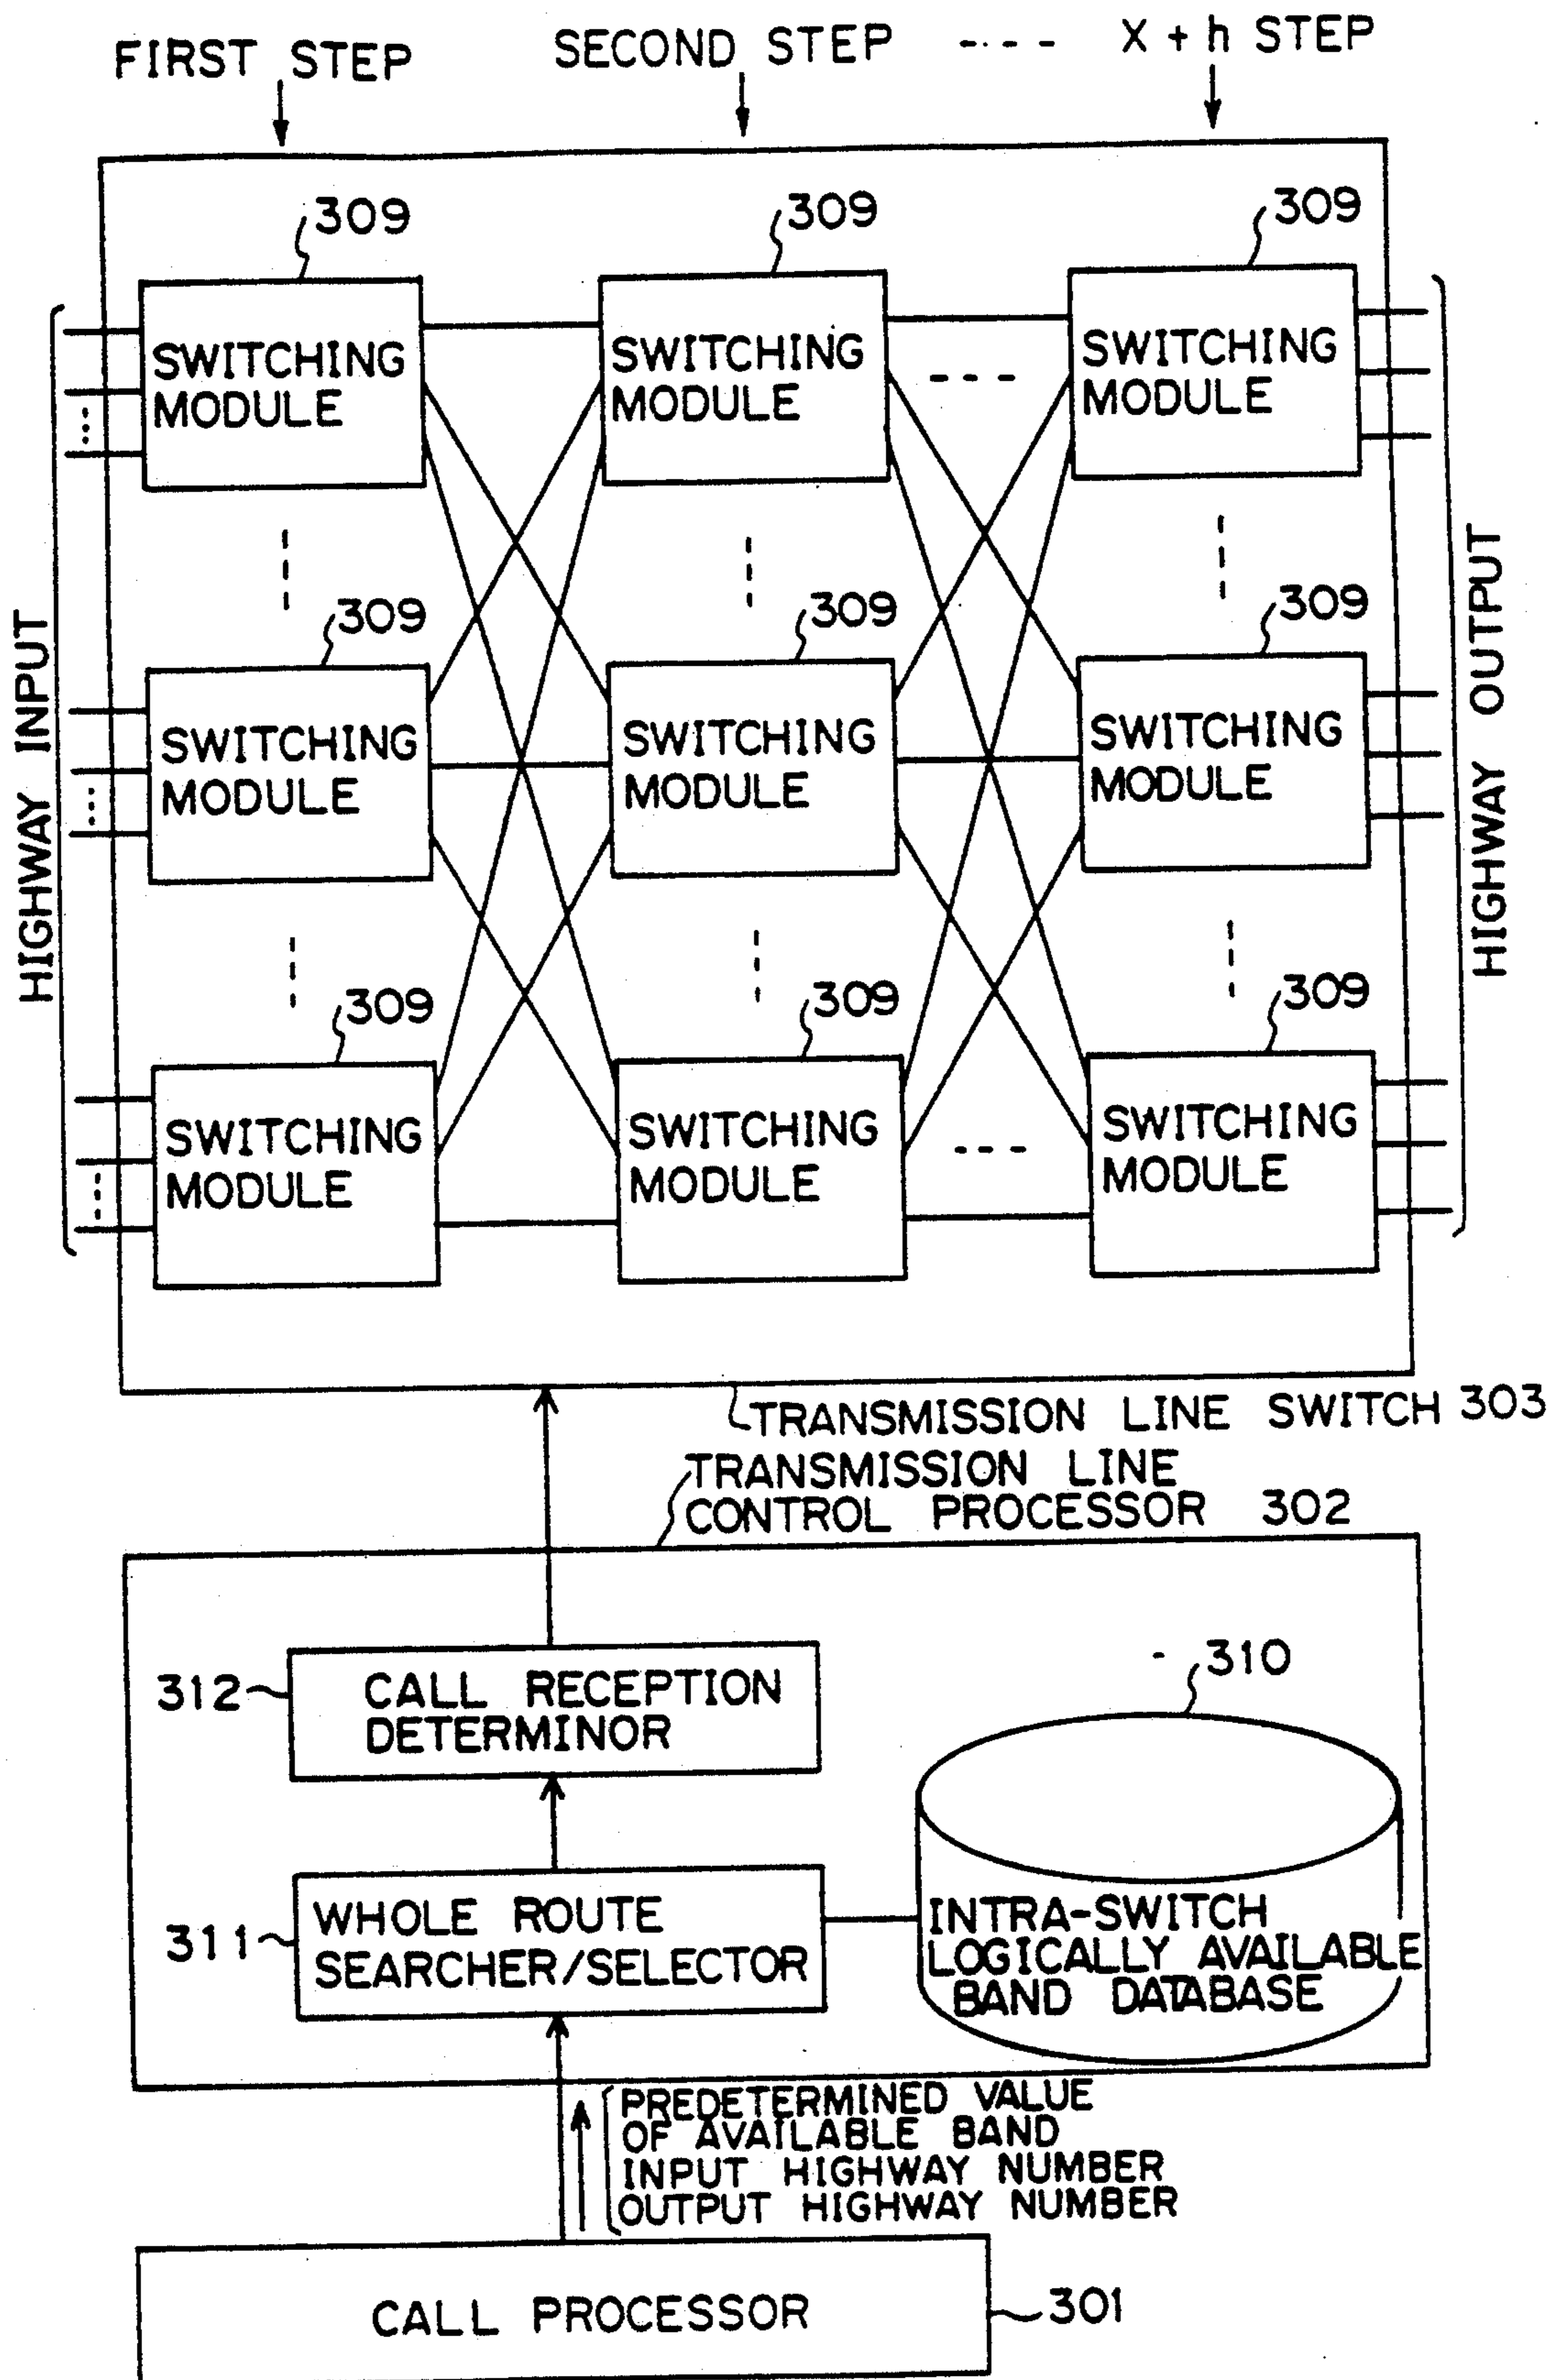 FIRST STEP
SECOND STEP
X + h STEP
309
309
309
SWITCHING
MODULE
SWITCHING
MODULE
SWITCHING
MODULE
HIGHWAY INPUT
HIGHWAY OUTPUT
309
309
309
SWITCHING
MODULE
SWITCHING
MODULE
SWITCHING
MODULE
309
309
309
SWITCHING
MODULE
SWITCHING
MODULE
SWITCHING
MODULE
TRANSMISSION LINE SWITCH 303
TRANSMISSION LINE
CONTROL PROCESSOR 302
312
CALL RECEPTION
DETERMINOR
310
311
WHOLE ROUTE
SEARCHER/SELECTOR
INTRA-SWITCH
LOGICALLY AVAILABLE
BAND DATABASE
PREDETERMINED VALUE
OF AVAILABLE BAND
INPUT HIGHWAY NUMBER
OUTPUT HIGHWAY NUMBER
CALL PROCESSOR
301